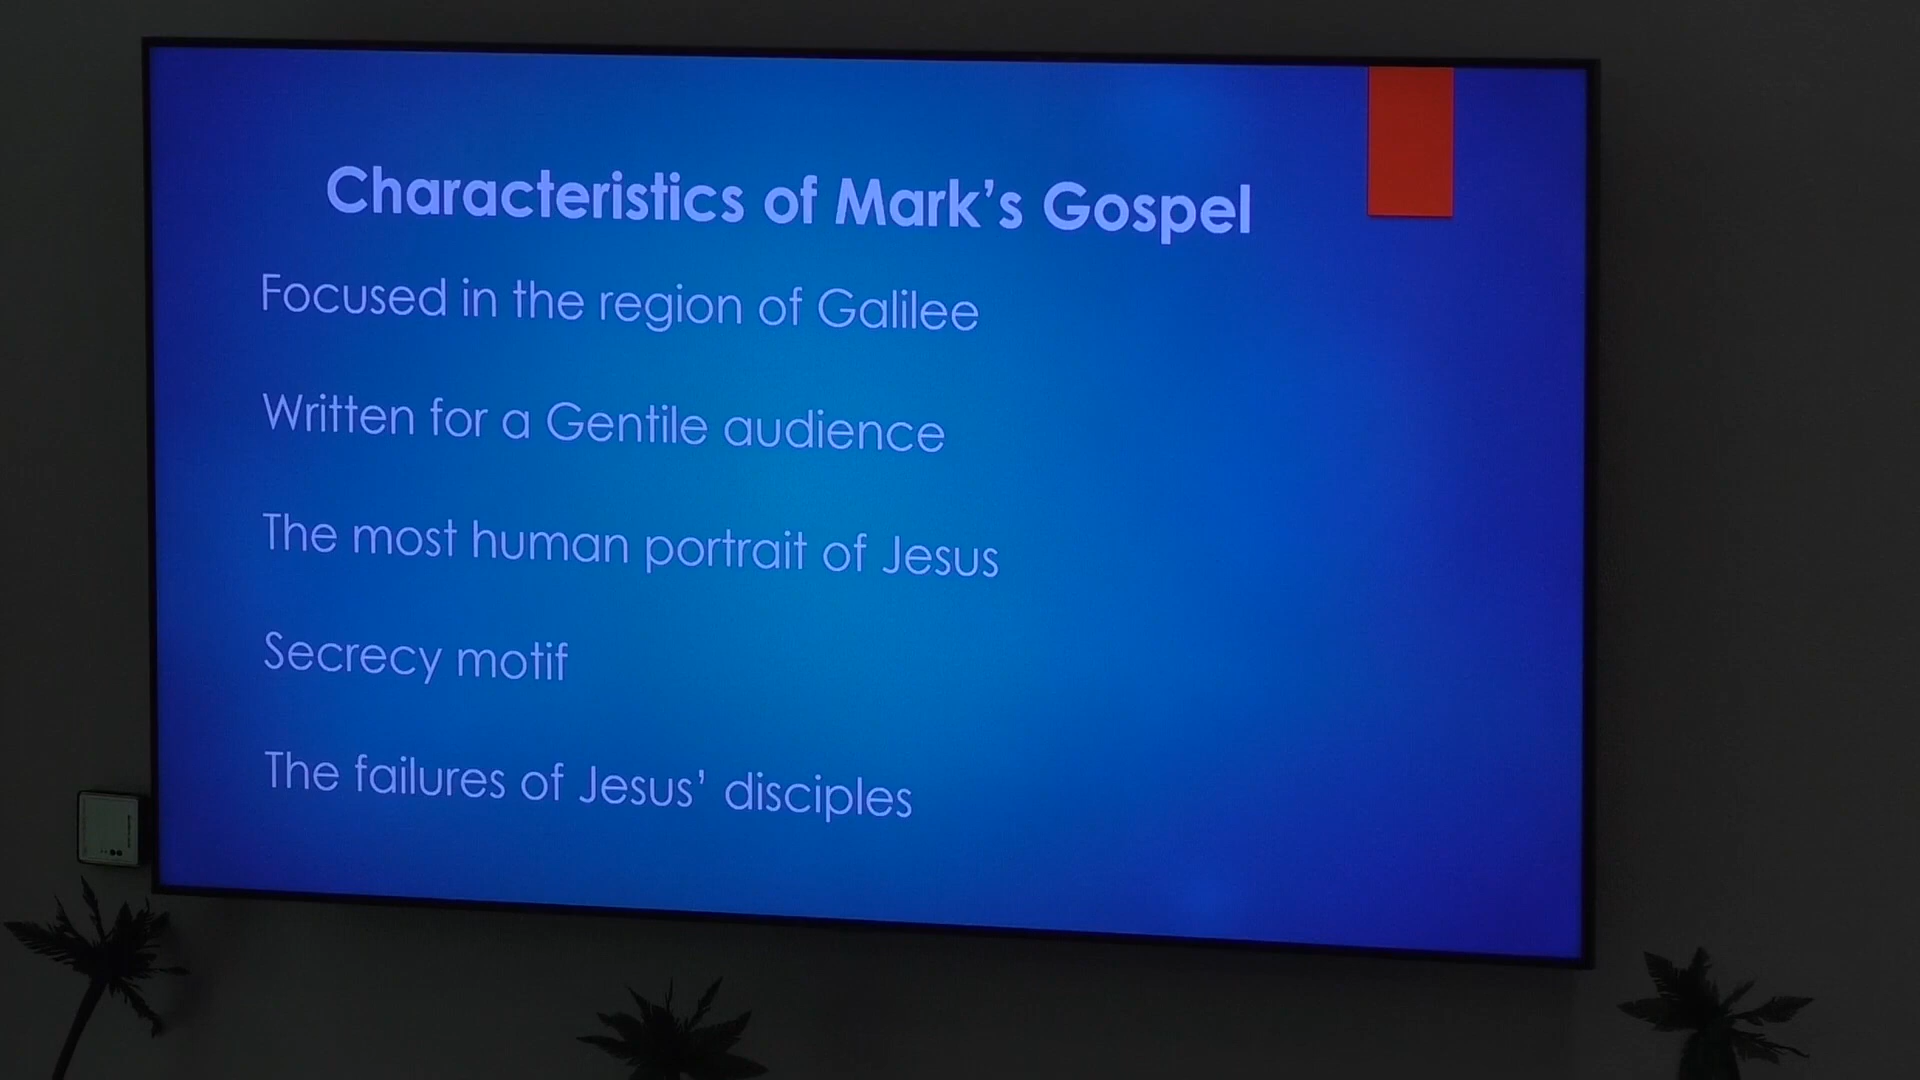 Characteristics of Mark's Gospel
Focused in the region of Galilee
Written for a Gentile audience
The most human portrait of Jesus
Secrecy motif
The failures of Jesus' disciples